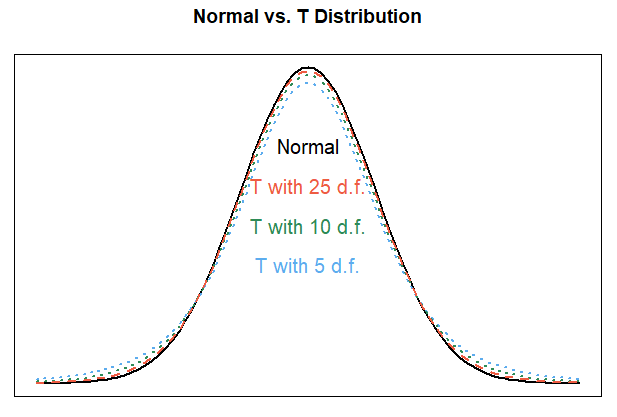 Normal vs. T Distribution
Normal
T with 25 d.f.
T with 10 d.f.
T with 5 d.f.